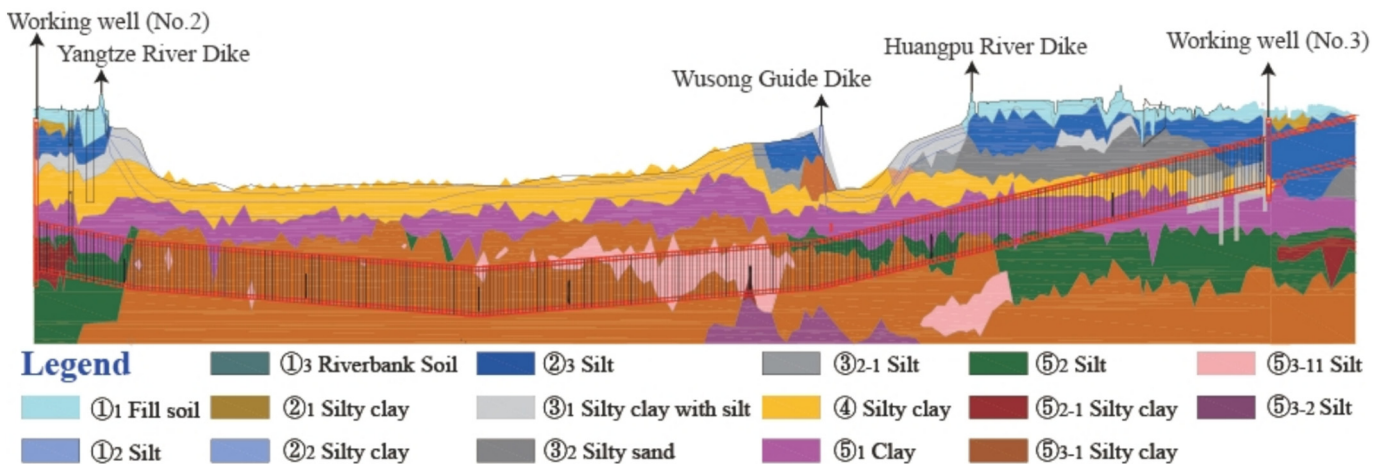 Working well (No.2)
Yangtze River Dike
Wusong Guide Dike
Huangpu River Dike
Working well (No.3)
Legend
①3 Riverbank Soil
②3 Silt
③2-1 Silt
⑤2 Silt
⑤3-11 Silt
①1 Fill soil
②1 Silty clay
③1 Silty clay with silt
④ Silty clay
⑤2-1 Silty clay
⑤3-2 Silt
①2 Silt
②2 Silty clay
③2 Silty sand
⑤1 Clay
⑤3-1 Silty clay